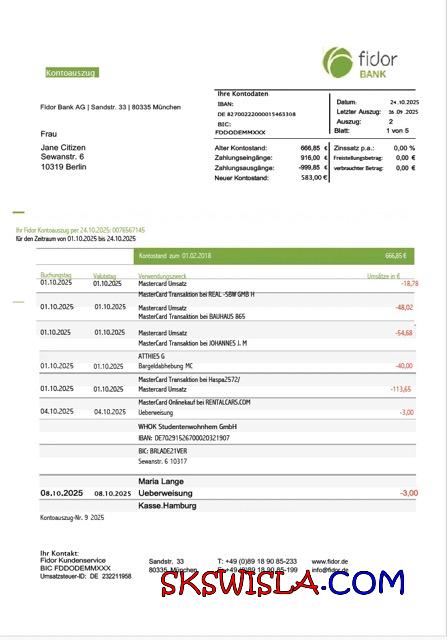 fidor
BANK
Kontoauszug
Fidor Bank AG | Sandstr. 33 | 80335 München
Frau
Jane Citizen
Sewanstr. 6
10319 Berlin
Ihre Kontodaten
IBAN:
DE 82700222000015463308
BIC:
FDDODEMMXXX
Datum: 24.10.2025
Letzter Auszug: 26.09.2025
Auszug: 2
Blatt: 1 von 5
Alter Kontostand: 666,85 €
Zahlungseingänge: 916,00 €
Zahlungsausgänge: -999,85 €
Neuer Kontostand: 583,00 €
Zinssatz p.a.: 0,00 %
Freistellungsbetrag: 0,00 €
verbrauchter Betrag: 0,00 €
Ihr Fidor Kontoauszug per 24.10.2025: 0076567145
für den Zeitraum von 01.10.2025 bis 24.10.2025
Kontostand zum 01.02.2018 666,85 €
Buchungstag Valutatag Verwendungszweck Umsätze in €
01.10.2025 01.10.2025 Mastercard Umsatz -18,78
MasterCard Transaktion bei REAL -SBW GMB H
01.10.2025 01.10.2025 Mastercard Umsatz -48,02
MasterCard Transaktion bei BAUHAUS 865
01.10.2025 01.10.2025 Mastercard Umsatz -54,68
MasterCard Transaktion bei JOHANNES J. M
ATTHIES G
01.10.2025 01.10.2025 Bargeldabhebung MC -40,00
MasterCard Transaktion bei Haspa2572/
01.10.2025 01.10.2025 Mastercard Umsatz -113,65
MasterCard Onlinekauf bei RENTALCARS.COM
04.10.2025 04.10.2025 Ueberweisung -3,00
WHOK Studentenwohnhem GmbH
IBAN: DE70291526700020321907
BIC: BRLADE21VER
Sewanstr. 6 10317
Maria Lange
08.10.2025 08.10.2025 Ueberweisung -3,00
Kasse.Hamburg
Kontoauszug-Nr. 9 2025
Ihr Kontakt:
Fidor Kundenservice
BIC FDDODEMMXXX
Umsatzsteuer-ID: DE 232211958
Sandstr. 33
80335 München
T: +49 (0)89 18 90 85-233
F: +49 (0)89 18 90 85-199
www.fidor.de
info@fidor.de
SKSWISLA.COM